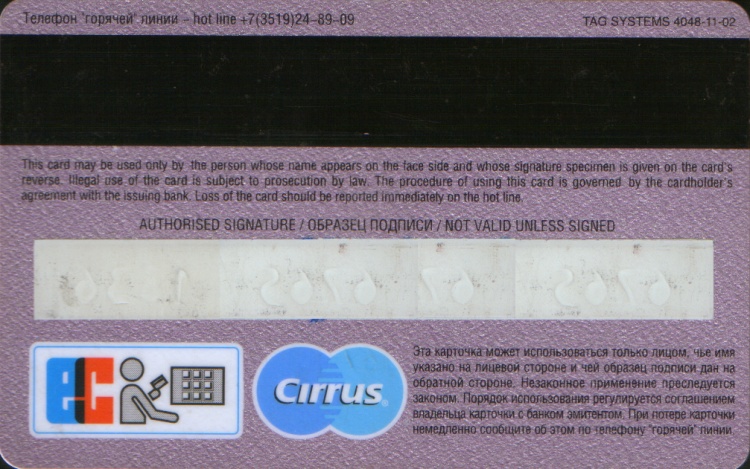 Телефон "горячей" линии - hot line +7(3519)24-89-09
TAG SYSTEMS 4048-11-02
This card may be used only by the person whose name appears on the face side and whose signature specimen is given on the card's
reverse. Illegal use of the card is subject to prosecution by law. The procedure of using this card is governed by the cardholder's
agreement with the issuing bank. Loss of the card should be reported immediately on the hot line.
AUTHORISED SIGNATURE / ОБРАЗЕЦ ПОДПИСИ / NOT VALID UNLESS SIGNED
ec
Cirrus
Эта карточка может использоваться только лицом, чье имя
указано на лицевой стороне и чей образец подписи дан на
обратной стороне. Незаконное применение преследуется
законом. Порядок использования регулируется соглашением
владельца карточки с банком эмитентом. При потере карточки
немедленно сообщите об этом по телефону "горячей" линии.